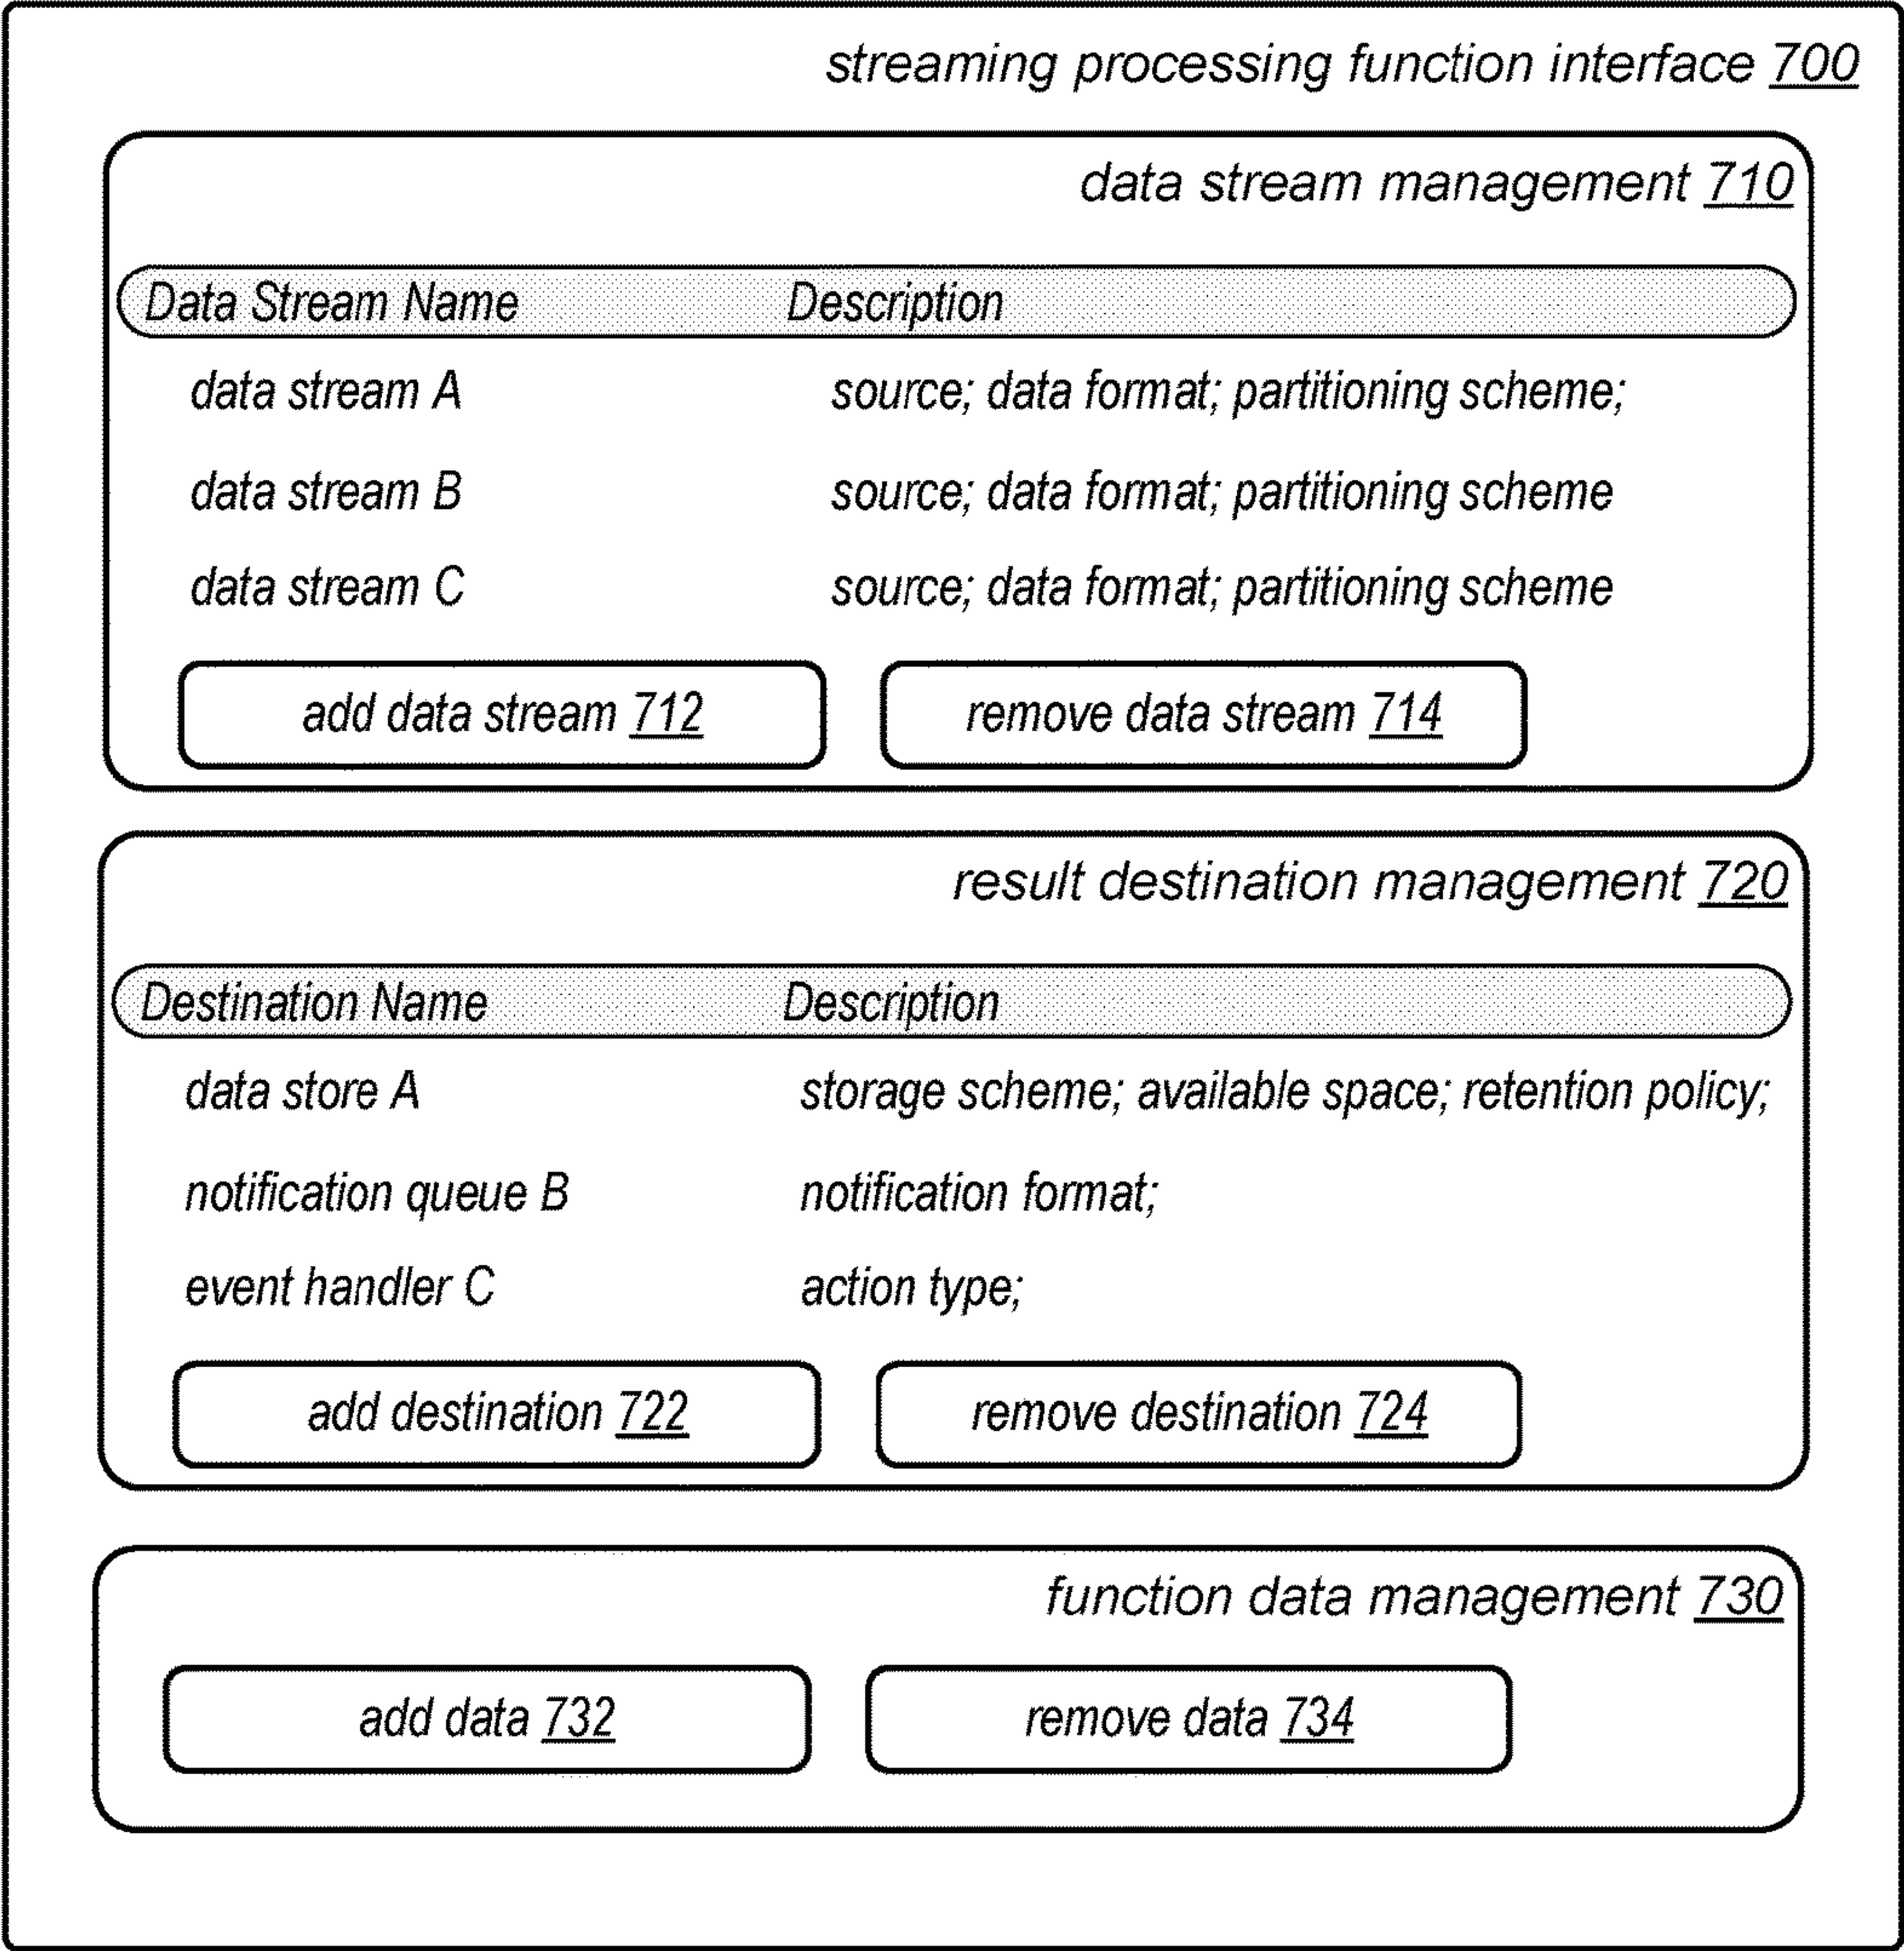 streaming processing function interface 700
data stream management 710
Data Stream Name Description
data stream A source; data format; partitioning scheme;
data stream B source; data format; partitioning scheme
data stream C source; data format; partitioning scheme
add data stream 712 remove data stream 714
result destination management 720
Destination Name Description
data store A storage scheme; available space; retention policy;
notification queue B notification format;
event handler C action type;
add destination 722 remove destination 724
function data management 730
add data 732 remove data 734